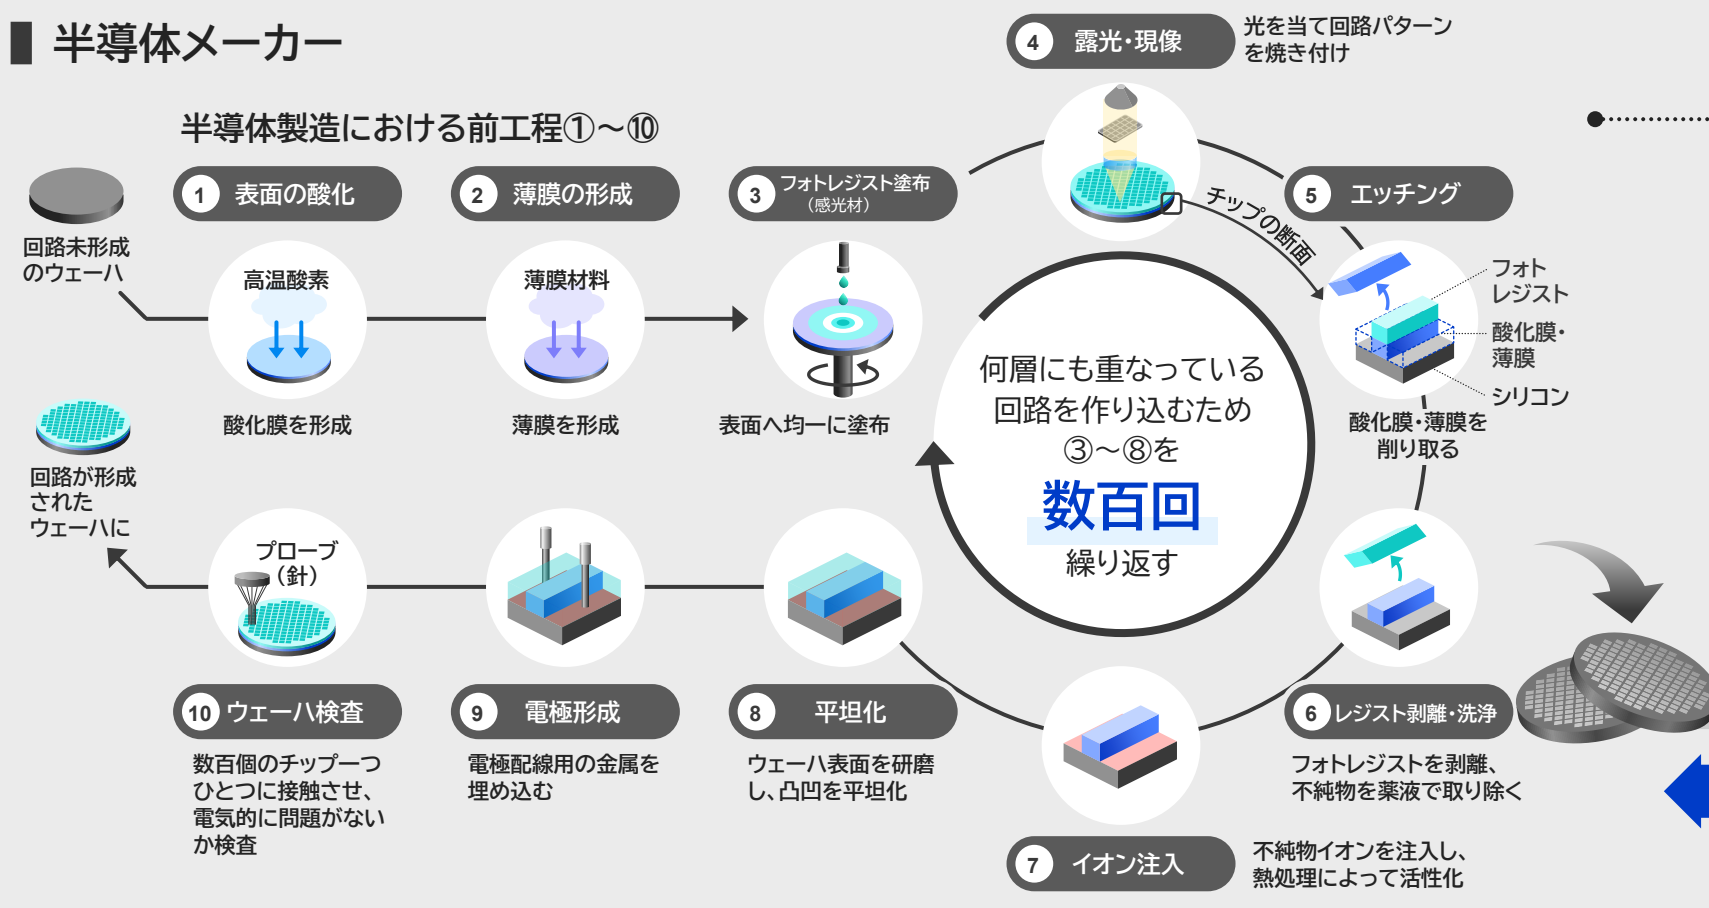 半導体メーカー
半導体製造における前工程①～⑩
回路未形成
のウェーハ
1 表面の酸化
高温酸素
酸化膜を形成
2 薄膜の形成
薄膜材料
薄膜を形成
3 フォトレジスト塗布
（感光材）
表面へ均一に塗布
4 露光・現像
光を当て回路パターン
を焼き付け
チップの断面
5 エッチング
フォト
レジスト
酸化膜・
薄膜
シリコン
酸化膜・薄膜を
削り取る
何層にも重なっている
回路を作り込むため
③～⑧を
数百回
繰り返す
6 レジスト剥離・洗浄
フォトレジストを剥離、
不純物を薬液で取り除く
7 イオン注入
不純物イオンを注入し、
熱処理によって活性化
8 平坦化
ウェーハ表面を研磨
し、凸凹を平坦化
9 電極形成
電極配線用の金属を
埋め込む
プローブ
（針）
10 ウェーハ検査
数百個のチップ一つ
ひとつに接触させ、
電気的に問題がない
か検査
回路が形成
された
ウェーハに